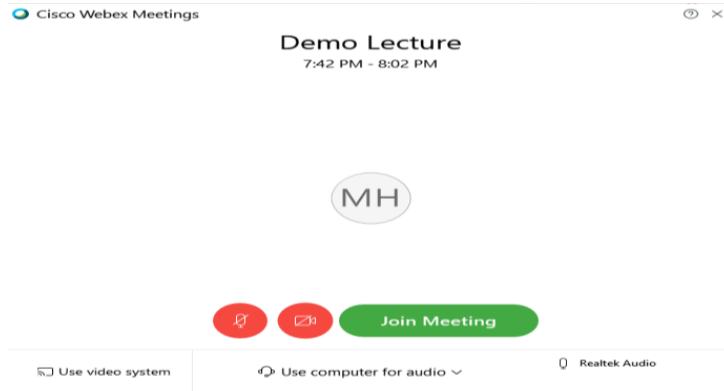 Cisco Webex Meetings
Demo Lecture
7:42 PM - 8:02 PM
MH
Join Meeting
Use video system
Use computer for audio
Realtek Audio